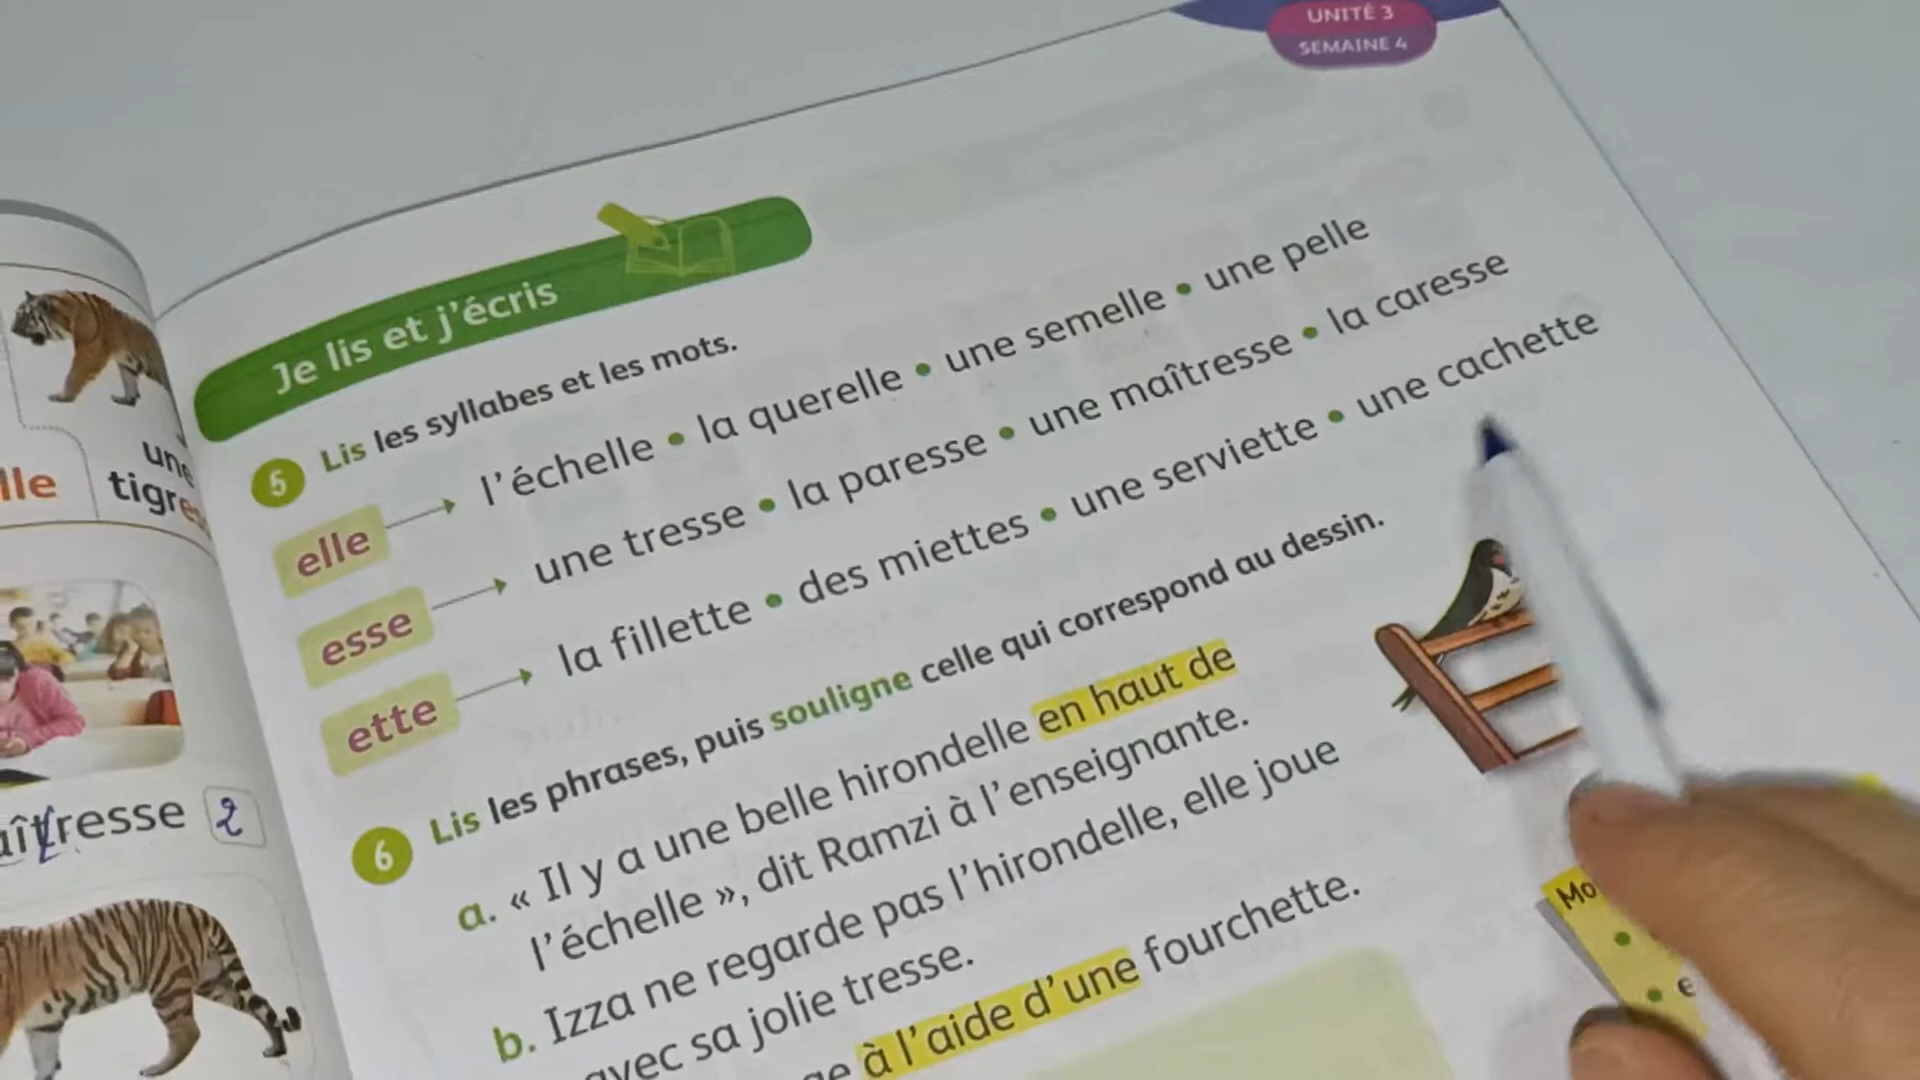 UNITÉ 3
SEMAINE 4
Je lis et j'écris
5 Lis les syllabes et les mots.
elle → l'échelle • la querelle • une semelle • une pelle
esse → une tresse • la paresse • une maîtresse • la caresse
ette → la fillette • des miettes • une serviette • une cachette
6 Lis les phrases, puis souligne celle qui correspond au dessin.
a. « Il y a une belle hirondelle en haut de
l'échelle », dit Ramzi à l'enseignante.
b. Izza ne regarde pas l'hirondelle, elle joue
avec sa jolie tresse.
à l'aide d'une fourchette.
une
2